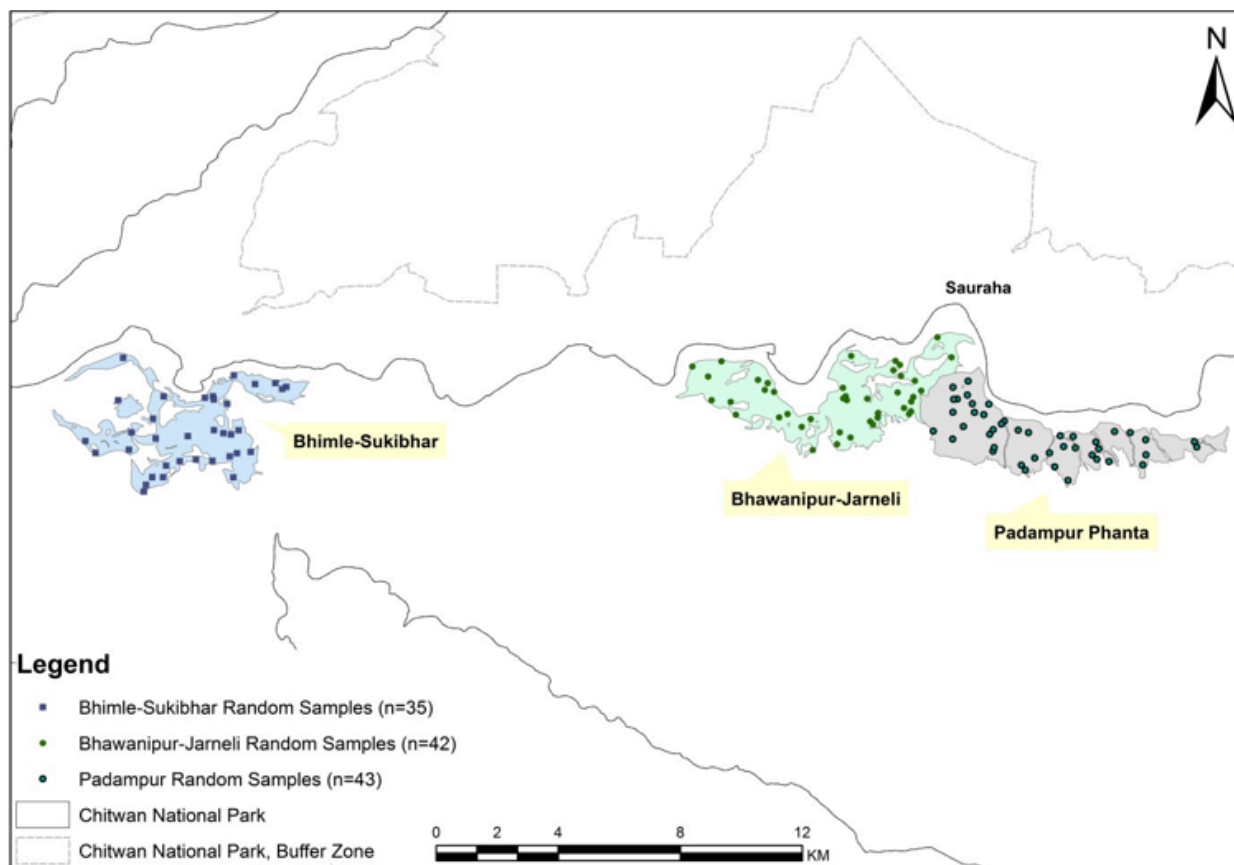 N
Sauraha
Bhimle-Sukibhar
Bhawanipur-Jarneli
Padampur Phanta
Legend
Bhimle-Sukibhar Random Samples (n=35)
Bhawanipur-Jarneli Random Samples (n=42)
Padampur Random Samples (n=43)
Chitwan National Park
Chitwan National Park, Buffer Zone
0 2 4 8 12
KM